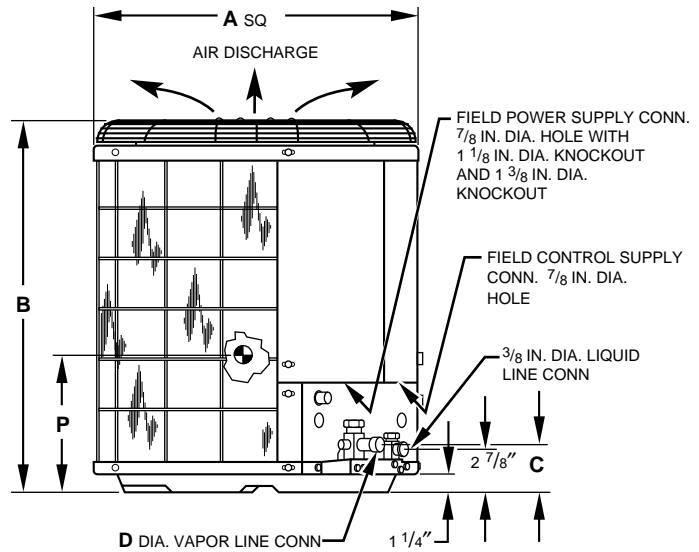 A SQ
AIR DISCHARGE
FIELD POWER SUPPLY CONN.
7/8 IN. DIA. HOLE WITH
1 1/8 IN. DIA. KNOCKOUT
AND 1 3/8 IN. DIA.
KNOCKOUT
FIELD CONTROL SUPPLY
CONN. 7/8 IN. DIA.
HOLE
B
3/8 IN. DIA. LIQUID
LINE CONN
P
2 7/8″
C
D DIA. VAPOR LINE CONN
1 1/4″